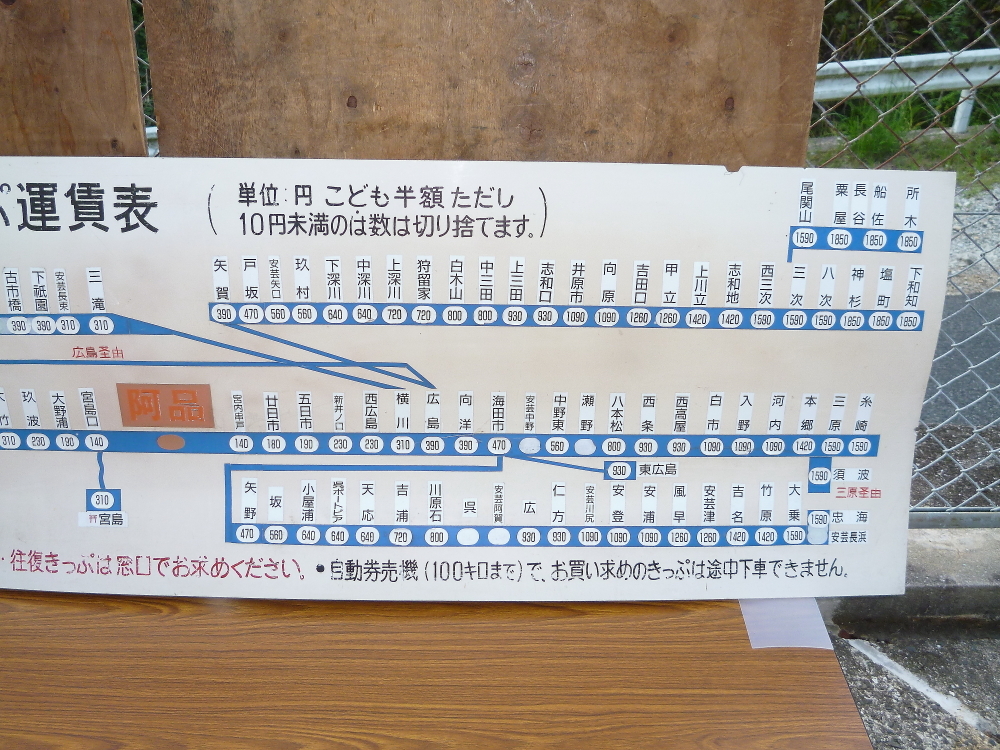 運賃表
(単位:円 こども半額 ただし
10円未満のは数は切り捨てます。)
尾関山 粟屋 長谷 船佐 所木
1590 1850 1850 1850 1850
古市橋 下祇園 安芸長束 三滝
390 390 310 310
矢賀 戸坂 安芸矢口 玖村 下深川 中深川 上深川 狩留家 白木山 中三田 上三田 志和口 井原市 向原 吉田口 甲立 上川立 志和地 西三次 三次 八次 神杉 塩町 下和知
390 470 560 560 640 640 720 720 800 800 930 930 1090 1090 1260 1260 1420 1420 1590 1590 1590 1850 1850 1850
広島圣由
玖波 大野浦 宮島口 阿品 宮内串戸 廿日市 五日市 新井ノ口 西広島 横川 広島 向洋 海田市 安芸中野 中野東 瀬野 八本松 西条 西高屋 白市 入野 河内 本郷 三原 糸崎
310 230 190 140 140 180 190 230 230 310 390 390 470 560 800 930 930 1090 1090 1090 1420 1590 1590
930 東広島
1590 須波
三原圣由
310
宮島
矢野 坂 小屋浦 呉ポートピア 天応 吉浦 川原石 呉 安芸阿賀 広 仁方 安芸川尻 安登 安浦 風早 安芸津 吉名 竹原 大乗
470 560 640 640 640 720 800 930 930 1090 1090 1090 1260 1260 1420 1420 1590
1590 忠海
安芸長浜
・往復きっぷは窓口でお求めください。 ●自動券売機(100キロまで)で、お買い求めのきっぷは途中下車できません。